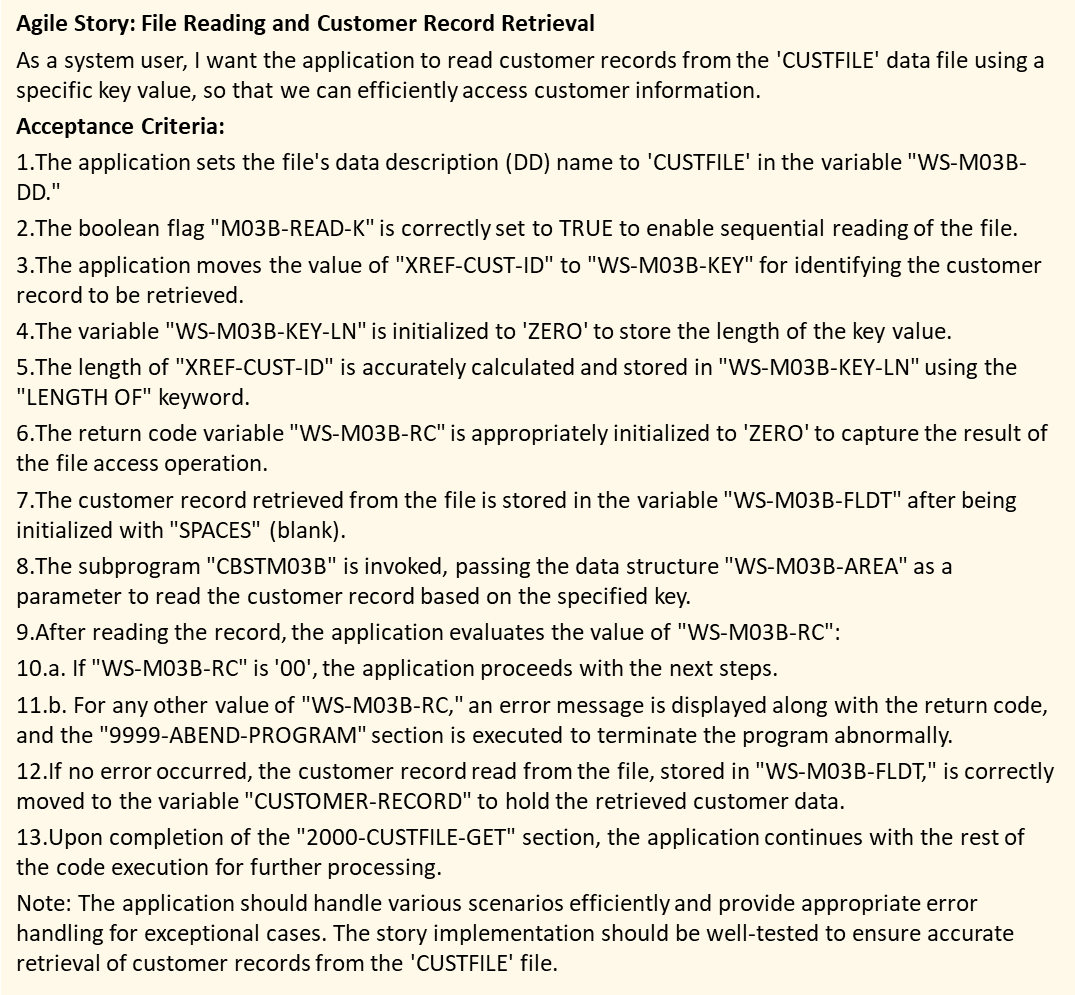 Agile Story: File Reading and Customer Record Retrieval
As a system user, I want the application to read customer records from the 'CUSTFILE' data file using a
specific key value, so that we can efficiently access customer information.
Acceptance Criteria:
1.The application sets the file's data description (DD) name to 'CUSTFILE' in the variable "WS-M03B-
DD."
2.The boolean flag "M03B-READ-K" is correctly set to TRUE to enable sequential reading of the file.
3.The application moves the value of "XREF-CUST-ID" to "WS-M03B-KEY" for identifying the customer
record to be retrieved.
4.The variable "WS-M03B-KEY-LN" is initialized to 'ZERO' to store the length of the key value.
5.The length of "XREF-CUST-ID" is accurately calculated and stored in "WS-M03B-KEY-LN" using the
"LENGTH OF" keyword.
6.The return code variable "WS-M03B-RC" is appropriately initialized to 'ZERO' to capture the result of
the file access operation.
7.The customer record retrieved from the file is stored in the variable "WS-M03B-FLDT" after being
initialized with "SPACES" (blank).
8.The subprogram "CBSTM03B" is invoked, passing the data structure "WS-M03B-AREA" as a
parameter to read the customer record based on the specified key.
9.After reading the record, the application evaluates the value of "WS-M03B-RC":
10.a. If "WS-M03B-RC" is '00', the application proceeds with the next steps.
11.b. For any other value of "WS-M03B-RC," an error message is displayed along with the return code,
and the "9999-ABEND-PROGRAM" section is executed to terminate the program abnormally.
12.If no error occurred, the customer record read from the file, stored in "WS-M03B-FLDT," is correctly
moved to the variable "CUSTOMER-RECORD" to hold the retrieved customer data.
13.Upon completion of the "2000-CUSTFILE-GET" section, the application continues with the rest of
the code execution for further processing.
Note: The application should handle various scenarios efficiently and provide appropriate error
handling for exceptional cases. The story implementation should be well-tested to ensure accurate
retrieval of customer records from the 'CUSTFILE' file.